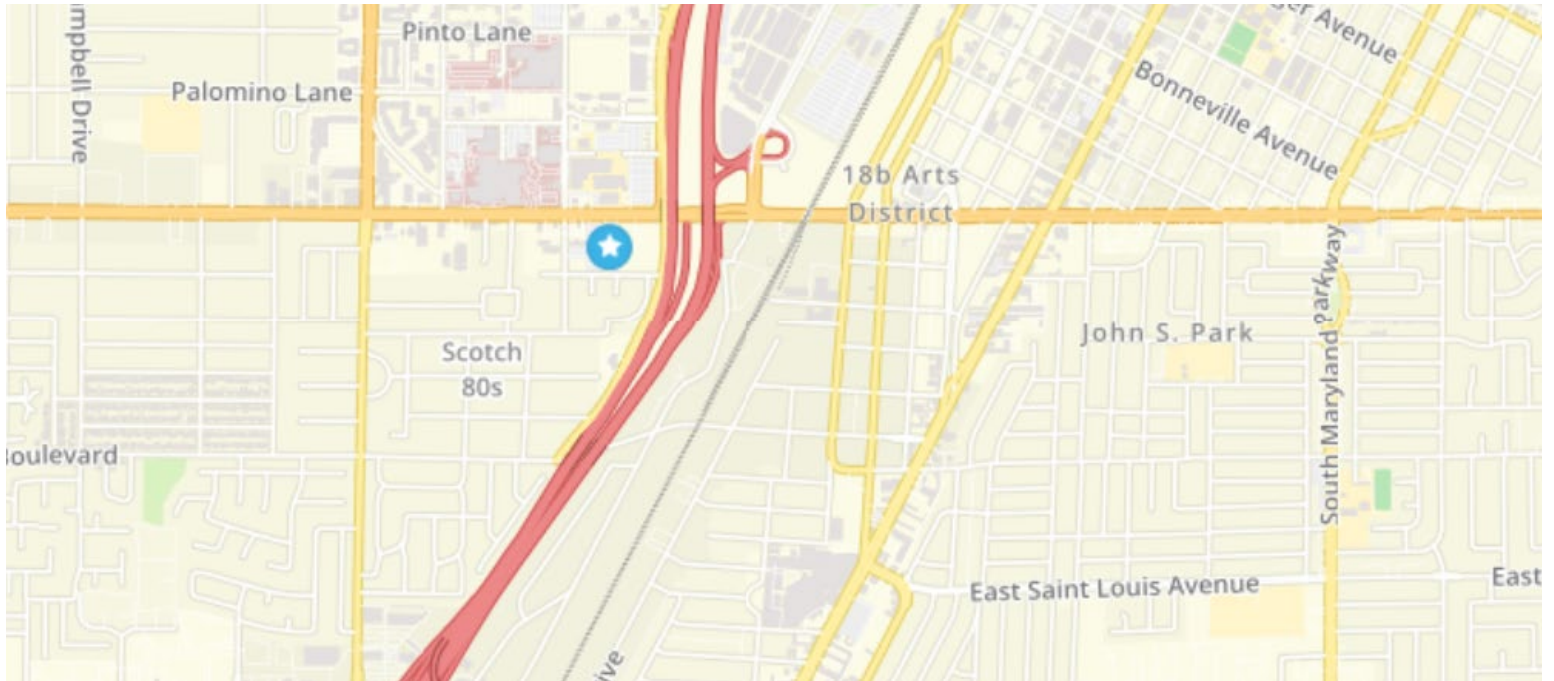 Pinto Lane
Palomino Lane
mpbell Drive
ger Avenue
Bonneville Avenue
18b Arts
District
John S. Park
Scotch
80s
South Maryland Parkway
oulevard
East Saint Louis Avenue
East
ive